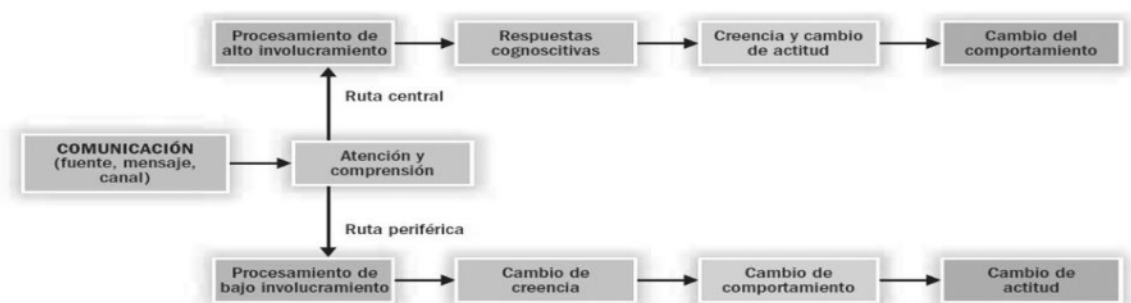 Procesamiento de
alto involucramiento
Respuestas
cognoscitivas
Creencia y cambio
de actitud
Cambio del
comportamiento
Ruta central
COMUNICACIÓN
(fuente, mensaje,
canal)
Atención y
comprensión
Ruta periférica
Procesamiento de
bajo involucramiento
Cambio de
creencia
Cambio de
comportamiento
Cambio de
actitud